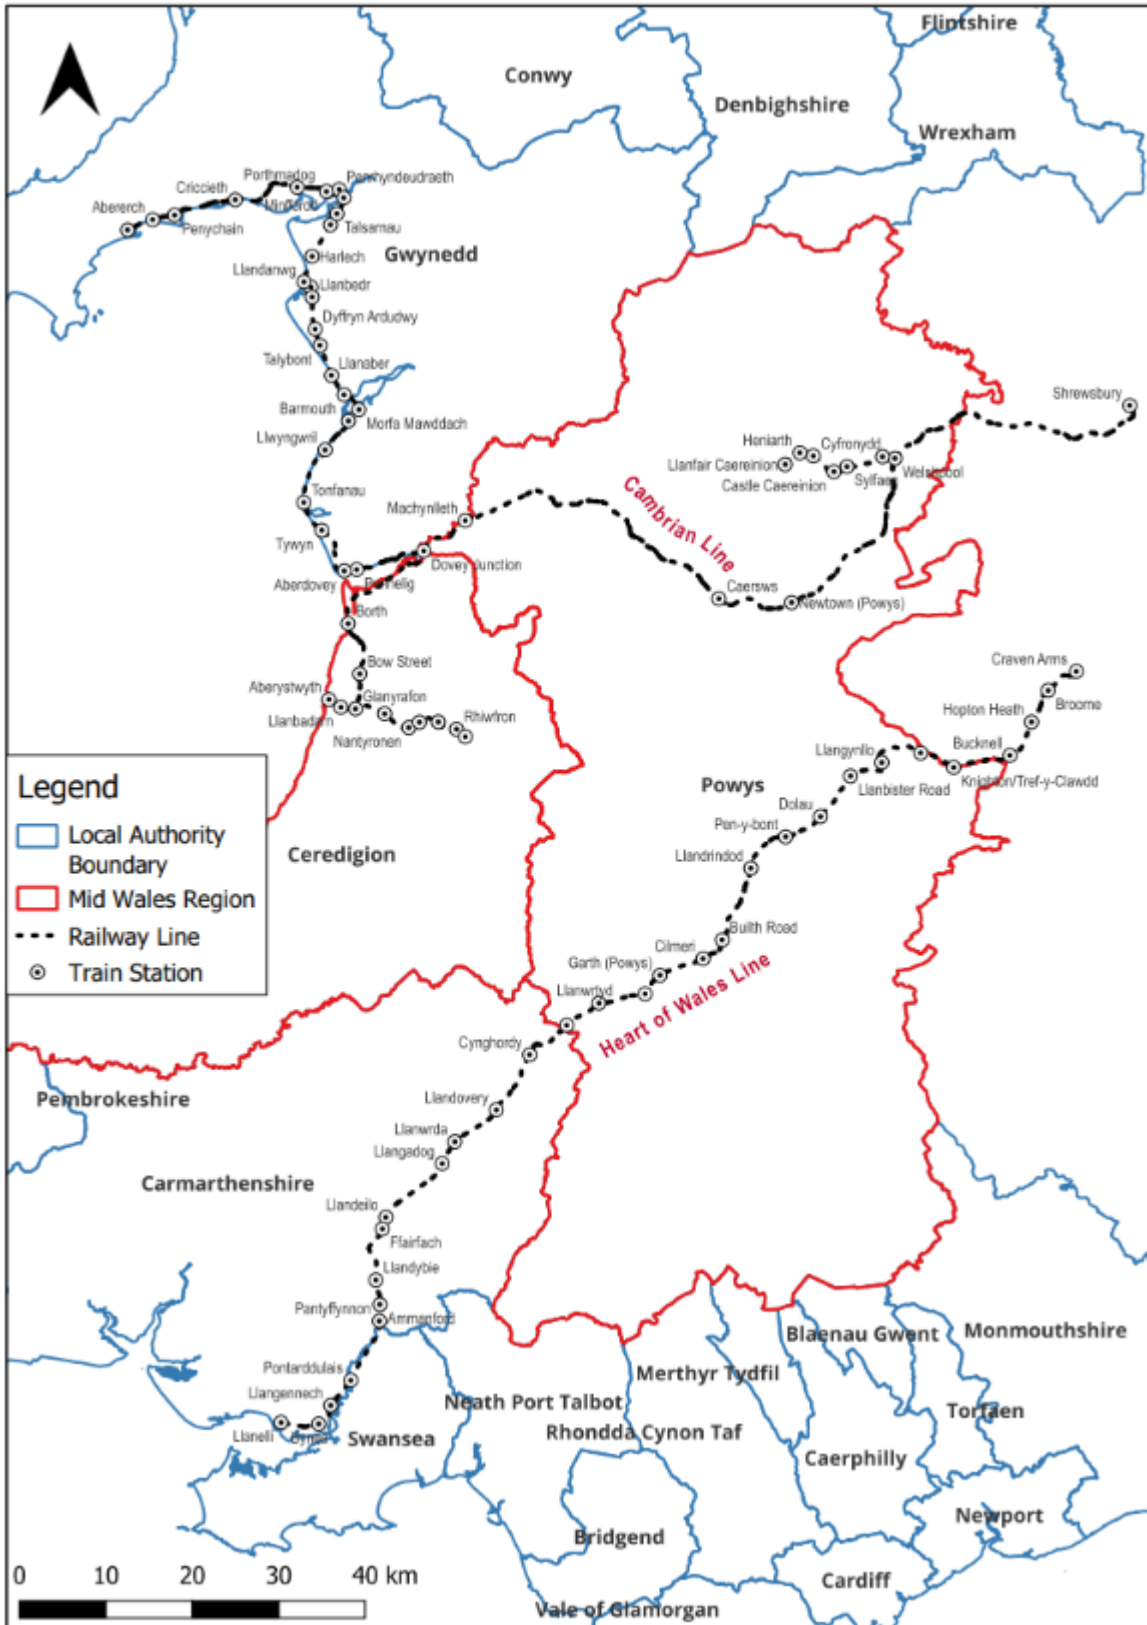 Flintshire
Conwy
Denbighshire
Wrexham
Porthmadog
Penrhyndeudraeth
Criccieth
Minffordd
Abererch
Penychain
Talsarnau
Gwynedd
Harlech
Llandanwg
Llanbedr
Dyffryn Ardudwy
Talybont
Llanaber
Barmouth
Morfa Mawddach
Llwyngwril
Shrewsbury
Heniarth
Cyfronydd
Llanfair Caereinion
Castle Caereinion
Sylfaen
Welshpool
Tonfanau
Machynlleth
Cambrian Line
Tywyn
Dovey Junction
Aberdovey
Penhelig
Caersws
Newtown (Powys)
Borth
Bow Street
Craven Arms
Aberystwyth
Glanyrafon
Broome
Llanbadarn
Rhiwfron
Hopton Heath
Nantyronen
Llangynllo
Bucknell
Knighton/Tref-y-Clawdd
Legend
Powys
Llanbister Road
Local Authority
Boundary
Dolau
Pen-y-bont
Ceredigion
Llandrindod
Mid Wales Region
Railway Line
Train Station
Builth Road
Cilmeri
Garth (Powys)
Llanwrtyd
Heart of Wales Line
Cynghordy
Pembrokeshire
Llandovery
Llanwrda
Llangadog
Carmarthenshire
Llandeilo
Ffairfach
Llandybie
Pantyffynnon
Ammanford
Blaenau Gwent
Monmouthshire
Pontarddulais
Merthyr Tydfil
Llangennech
Neath Port Talbot
Torfaen
Llanelli
Bynea
Swansea
Rhondda Cynon Taf
Caerphilly
Newport
Bridgend
0 10 20 30 40 km
Cardiff
Vale of Glamorgan